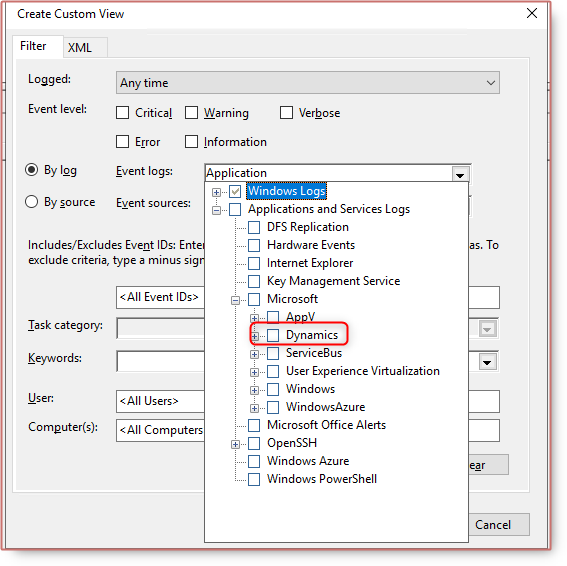 Create Custom View
Filter
XML
Logged:
Any time
Event level:
Critical
Warning
Verbose
Error
Information
By log
Event logs:
Application
By source
Event sources:
Windows Logs
Applications and Services Logs
DFS Replication
Hardware Events
Internet Explorer
Key Management Service
Microsoft
AppV
Dynamics
ServiceBus
User Experience Virtualization
Windows
WindowsAzure
Microsoft Office Alerts
OpenSSH
Windows Azure
Windows PowerShell
Includes/Excludes Event IDs: Enter
as. To
exclude criteria, type a minus sign
<All Event IDs>
Task category:
Keywords:
User:
<All Users>
Computer(s):
<All Computers
ear
Cancel